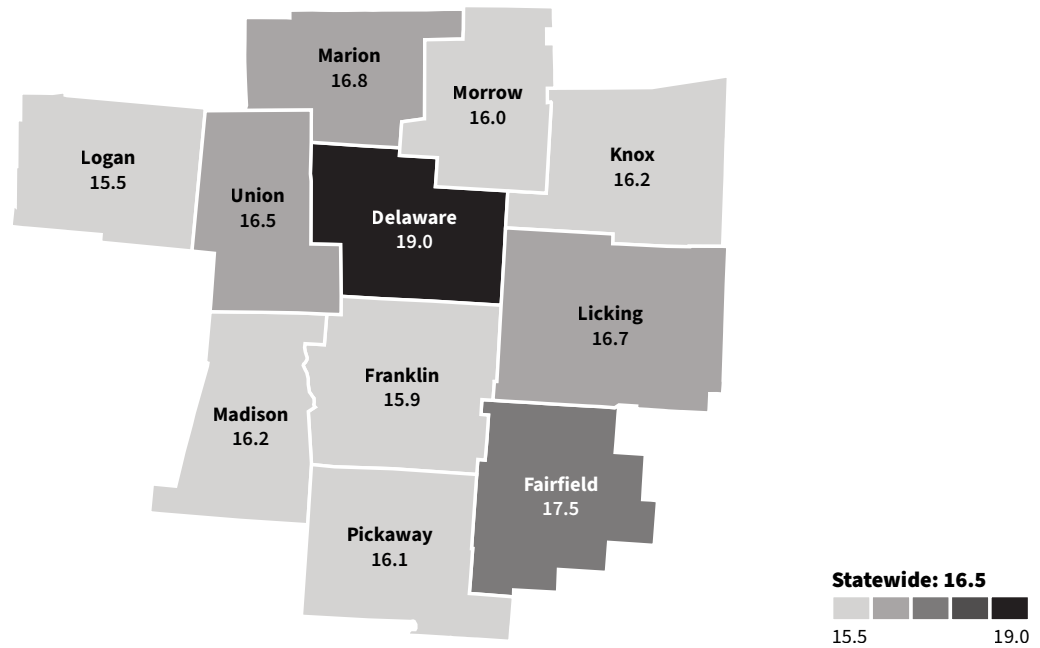 Marion
16.8
Morrow
16.0
Logan
15.5
Knox
16.2
Union
16.5
Delaware
19.0
Licking
16.7
Franklin
15.9
Madison
16.2
Fairfield
17.5
Pickaway
16.1
Statewide: 16.5
15.5 19.0